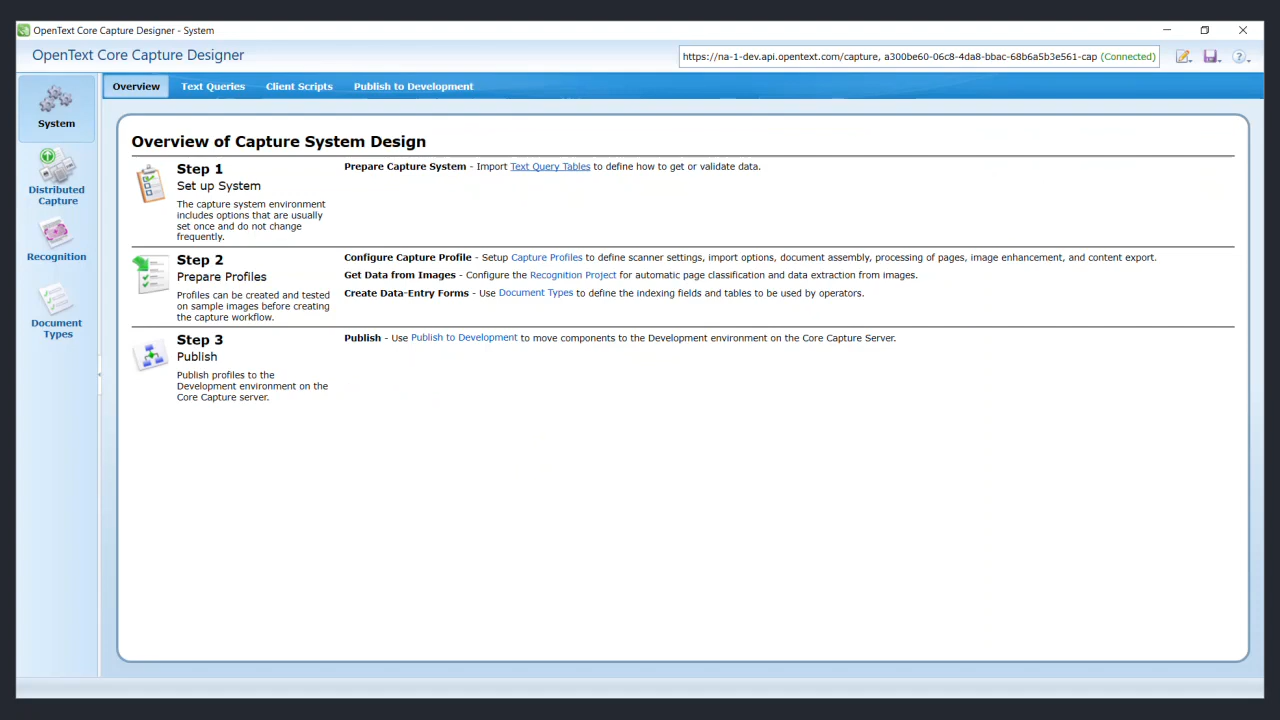 OpenText Core Capture Designer - System
OpenText Core Capture Designer
https://na-1-dev.api.opentext.com/capture, a300be60-06c8-4da8-bbac-68b6a5b3e561-cap (Connected)
System
Distributed
Capture
Recognition
Document
Types
Overview
Text Queries
Client Scripts
Publish to Development
Overview of Capture System Design
Step 1
Set up System
The capture system environment
includes options that are usually
set once and do not change
frequently.
Prepare Capture System - Import Text Query Tables to define how to get or validate data.
Step 2
Prepare Profiles
Profiles can be created and tested
on sample images before creating
the capture workflow.
Configure Capture Profile - Setup Capture Profiles to define scanner settings, import options, document assembly, processing of pages, image enhancement, and content export.
Get Data from Images - Configure the Recognition Project for automatic page classification and data extraction from images.
Create Data-Entry Forms - Use Document Types to define the indexing fields and tables to be used by operators.
Step 3
Publish
Publish profiles to the
Development environment on the
Core Capture server.
Publish - Use Publish to Development to move components to the Development environment on the Core Capture Server.